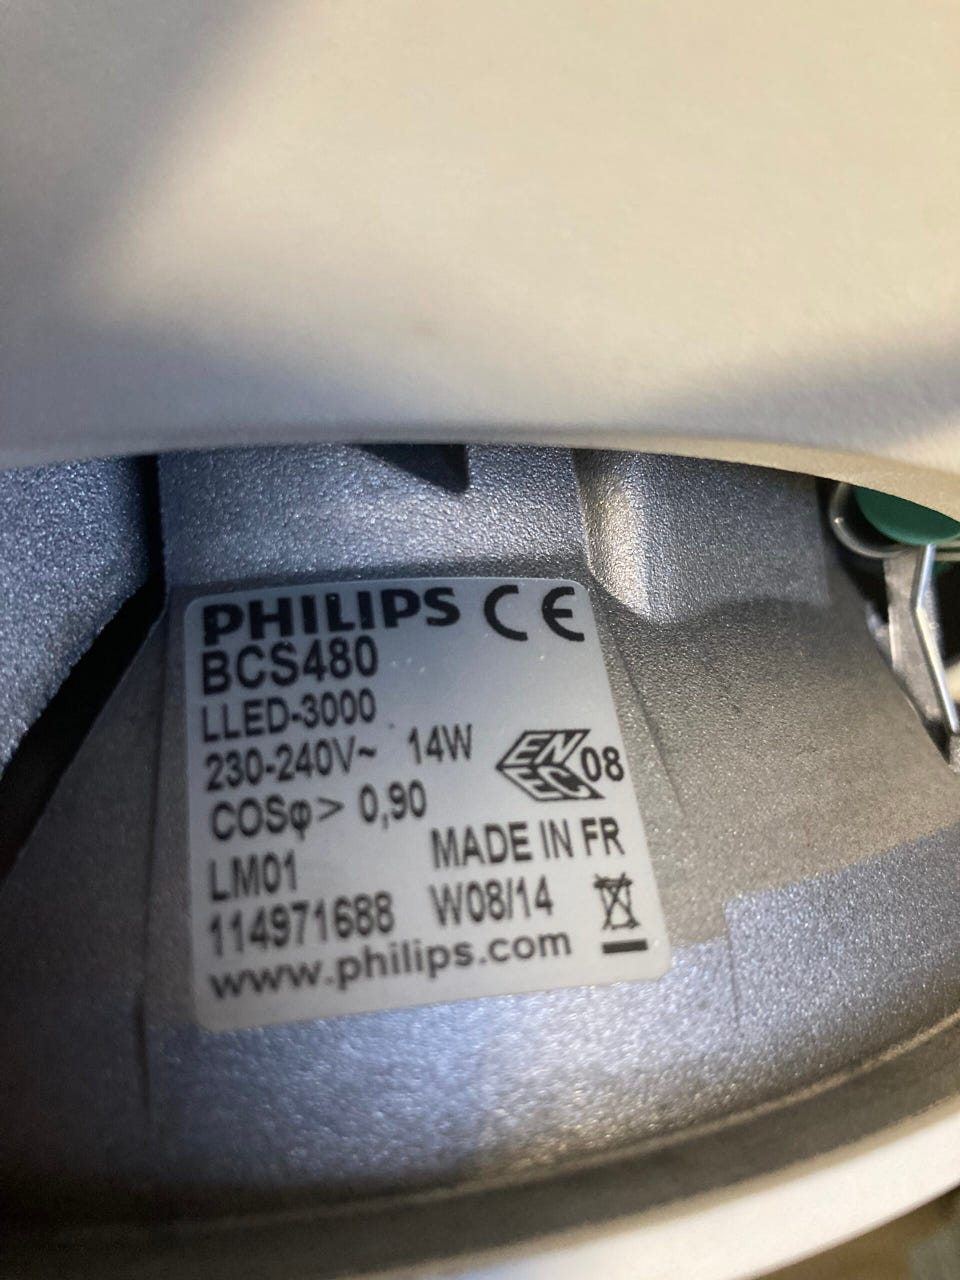 PHILIPS CE
BCS480
LLED-3000
230-240V~ 14W
ENEC 08
COSφ> 0,90
MADE IN FR
LM01
114971688 W08/14
www.philips.com